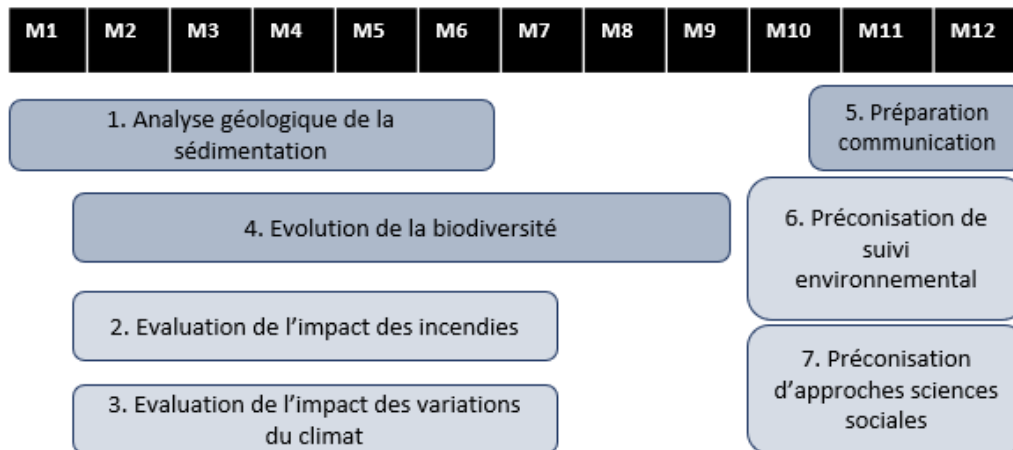 M1 M2 M3 M4 M5 M6 M7 M8 M9 M10 M11 M12
1. Analyse géologique de la
sédimentation
5. Préparation
communication
4. Evolution de la biodiversité
6. Préconisation de
suivi
environnemental
2. Evaluation de l’impact des incendies
3. Evaluation de l’impact des variations
du climat
7. Préconisation
d’approches sciences
sociales